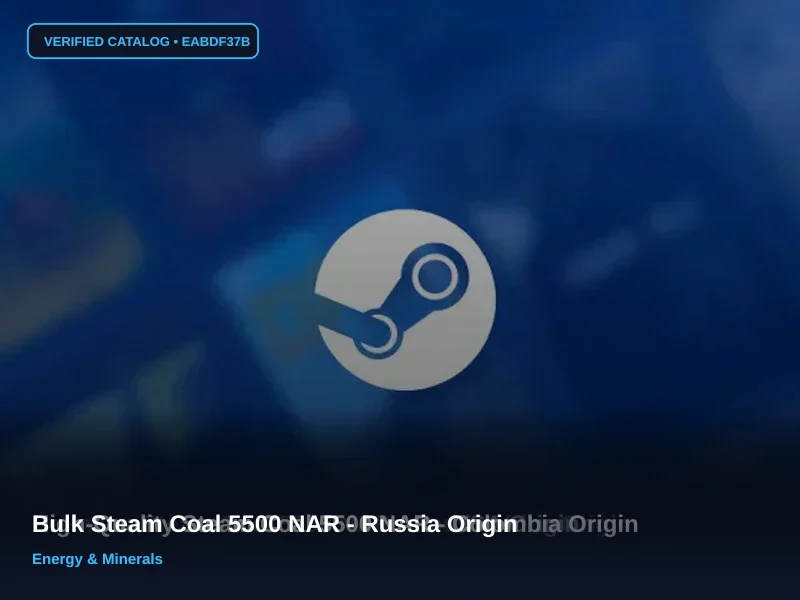 VERIFIED CATALOG • EABDF37B
Bulk Steam Coal 5500 NAR - Russia Origin
Energy & Minerals